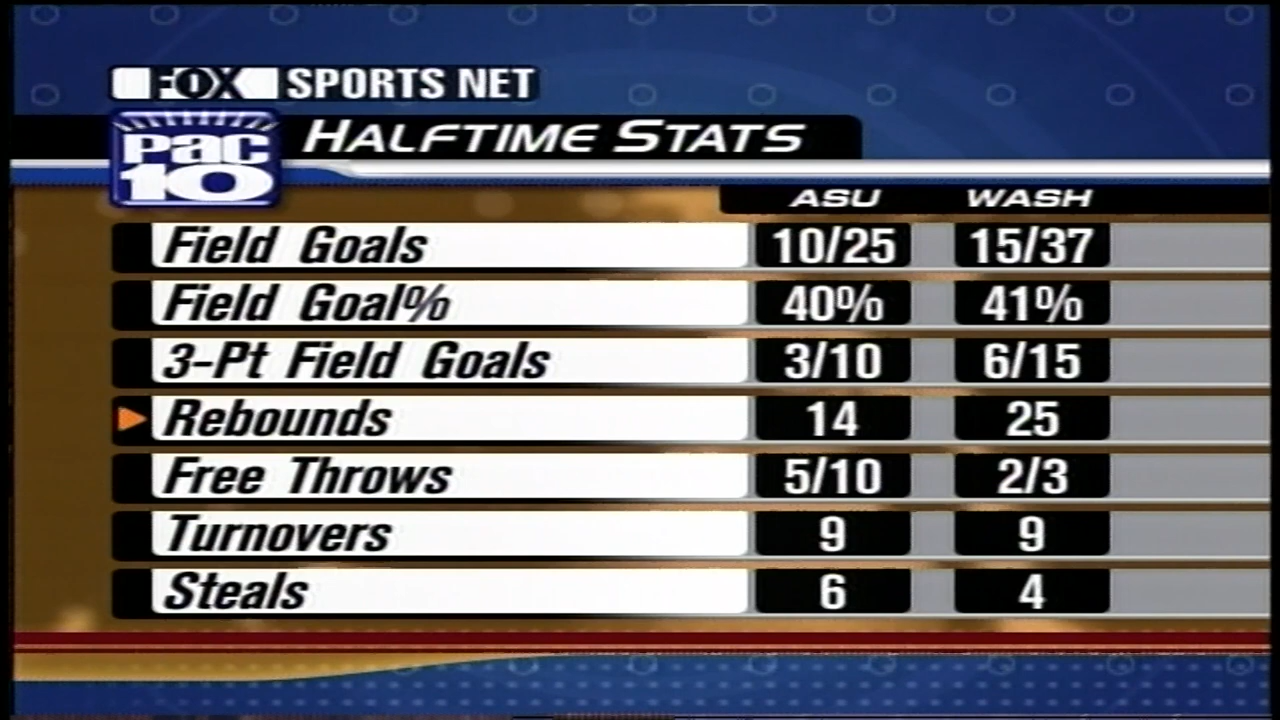 FOX SPORTS NET
Pac 10
HALFTIME STATS
ASU WASH
Field Goals 10/25 15/37
Field Goal% 40% 41%
3-Pt Field Goals 3/10 6/15
Rebounds 14 25
Free Throws 5/10 2/3
Turnovers 9 9
Steals 6 4